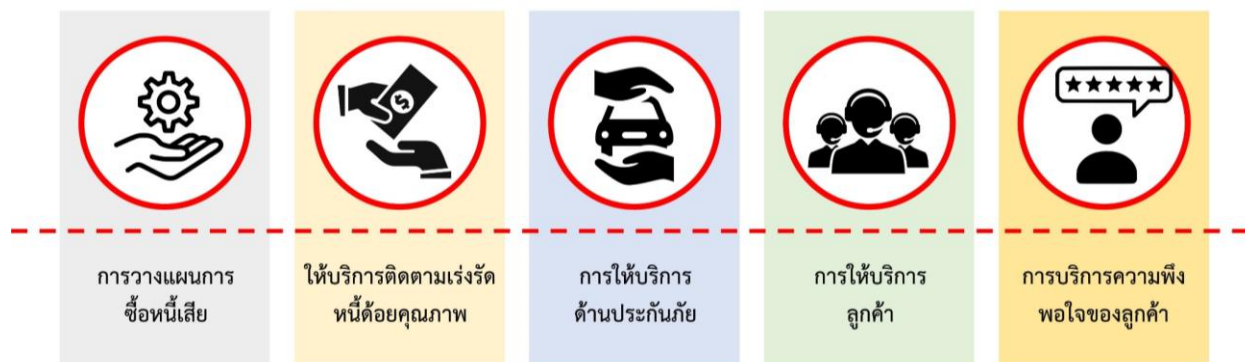 การวางแผนการ
ซื้อหนี้เสีย
ให้บริการติดตามเร่งรัด
หนี้ด้อยคุณภาพ
การให้บริการ
ด้านประกันภัย
การให้บริการ
ลูกค้า
การบริการความพึง
พอใจของลูกค้า